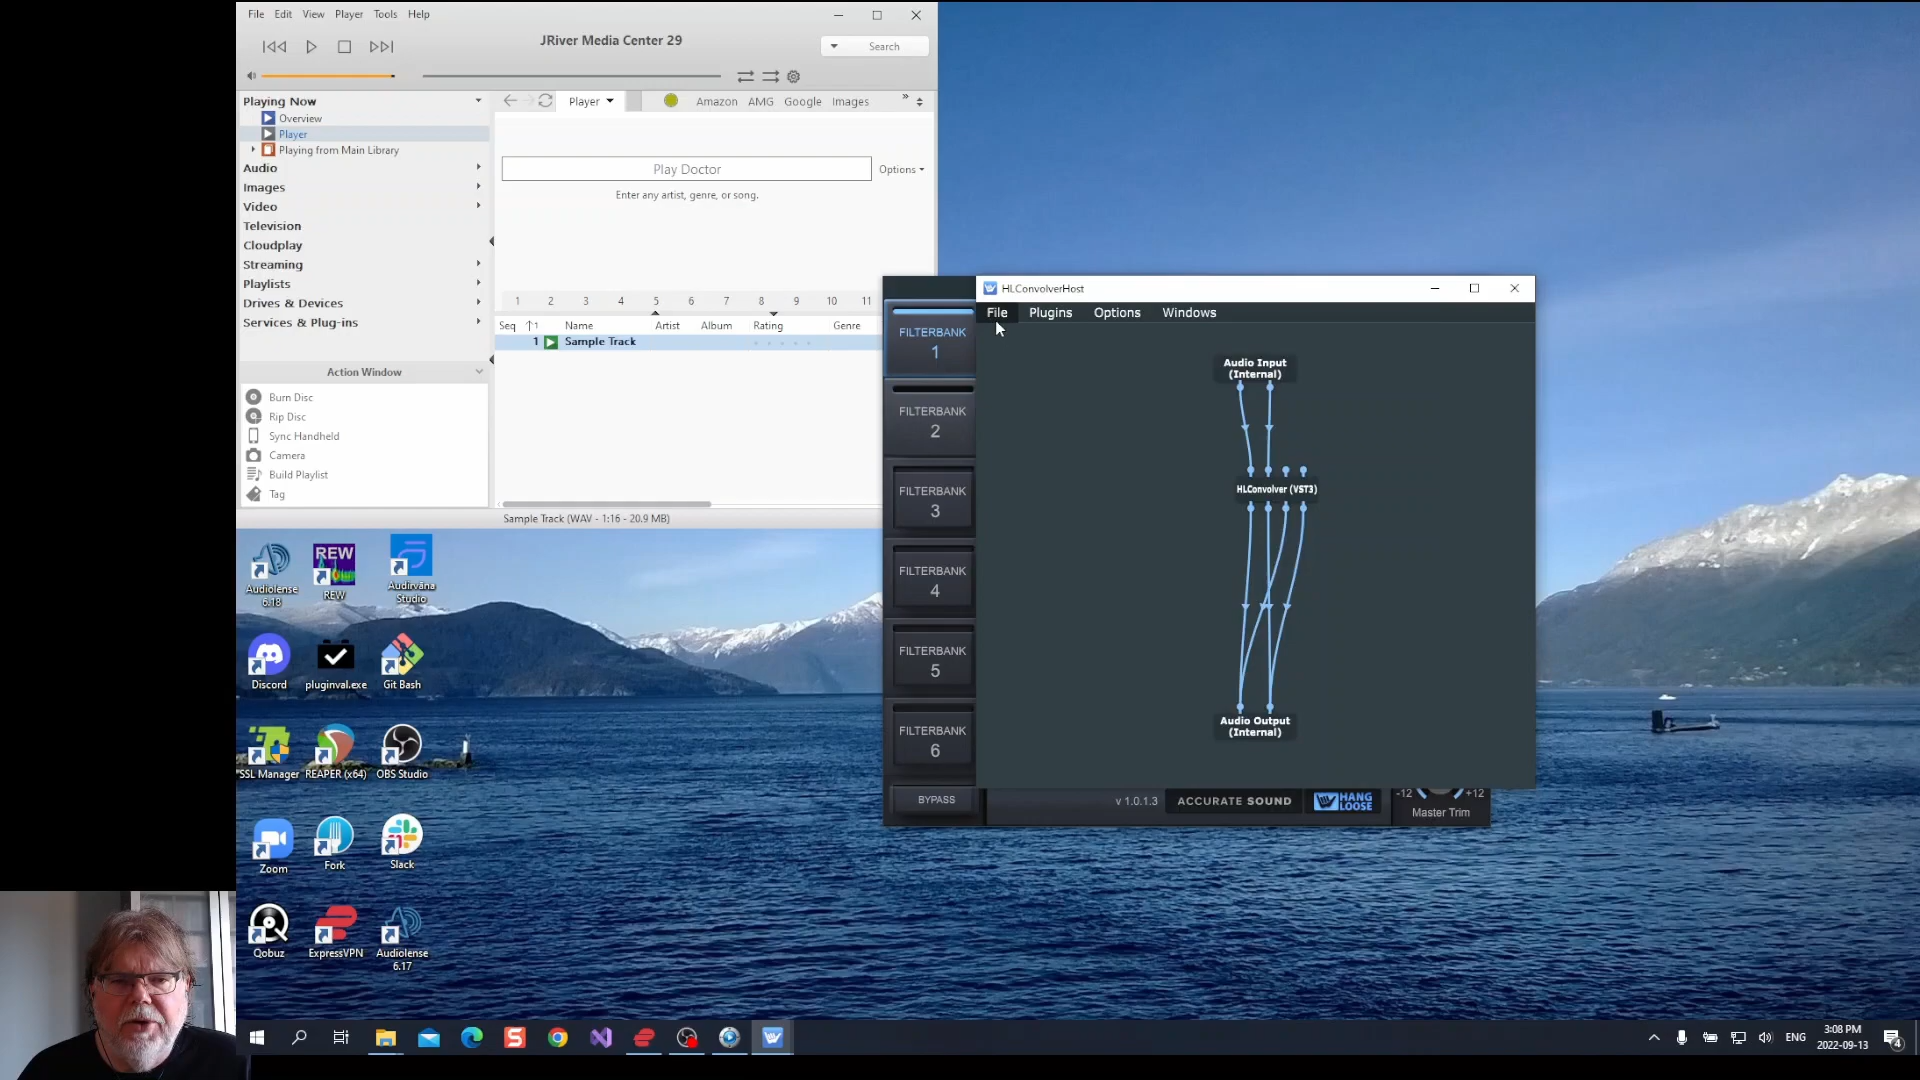 File Edit View Player Tools Help
JRiver Media Center 29
Search
Playing Now
Overview
Player
Playing from Main Library
Audio
Images
Video
Television
Cloudplay
Streaming
Playlists
Drives & Devices
Services & Plug-ins
Action Window
Burn Disc
Rip Disc
Sync Handheld
Camera
Build Playlist
Tag
Player Amazon AMG Google Images »
Play Doctor Options
Enter any artist, genre, or song.
1 2 3 4 5 6 7 8 9 10 11
Seq 1 Name Artist Album Rating Genre
1 Sample Track
Sample Track (WAV - 1:16 - 20.9 MB)
Audiolense
6.18
REW
REW
Audirvāna
Studio
Discord
pluginval.exe
Git Bash
SSL Manager
REAPER (x64)
OBS Studio
Zoom
Fork
Slack
Qobuz
ExpressVPN
Audiolense
6.17
HLConvolverHost
File Plugins Options Windows
FILTERBANK
1
FILTERBANK
2
FILTERBANK
3
FILTERBANK
4
FILTERBANK
5
FILTERBANK
6
BYPASS
Audio Input
(Internal)
HLConvolver (VST3)
Audio Output
(Internal)
v 1.0.1.3 ACCURATE SOUND HANG
LOOSE
-12 +12
Master Trim
ENG
3:08 PM
2022-09-13
4